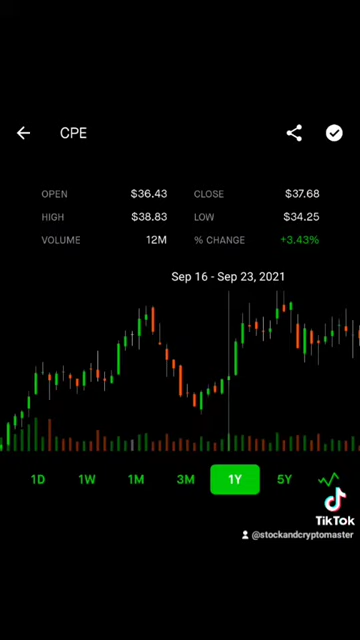 CPE
OPEN $36.43 CLOSE $37.68
HIGH $38.83 LOW $34.25
VOLUME 12M % CHANGE +3.43%
Sep 16 - Sep 23, 2021
1D 1W 1M 3M 1Y 5Y
TikTok
@stockandcryptomaster